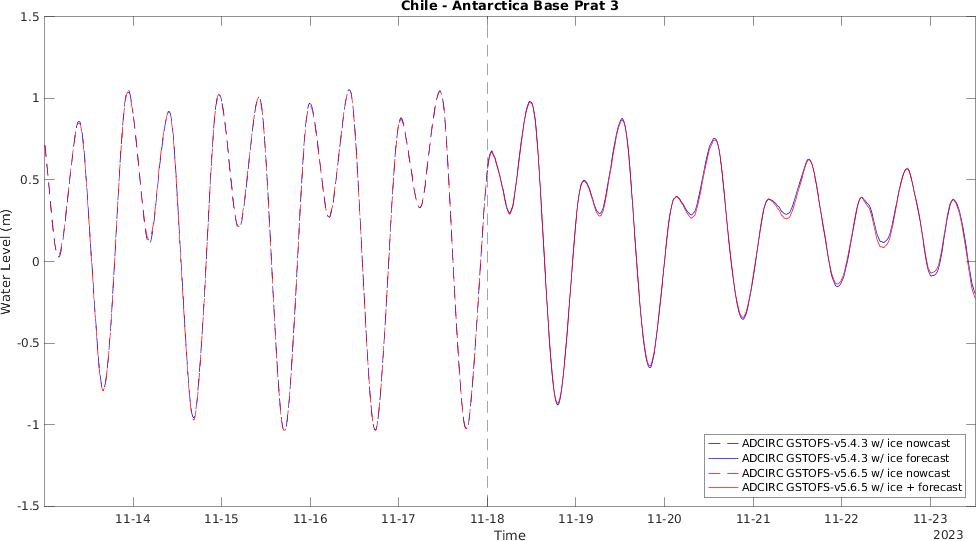 Chile - Antarctica Base Prat 3
1.5
1
0.5
0
-0.5
-1
-1.5
Water Level (m)
11-14 11-15 11-16 11-17 11-18 11-19 11-20 11-21 11-22 11-23
Time
2023
ADCIRC GSTOFS-v5.4.3 w/ ice nowcast
ADCIRC GSTOFS-v5.4.3 w/ ice forecast
ADCIRC GSTOFS-v5.6.5 w/ ice nowcast
ADCIRC GSTOFS-v5.6.5 w/ ice + forecast